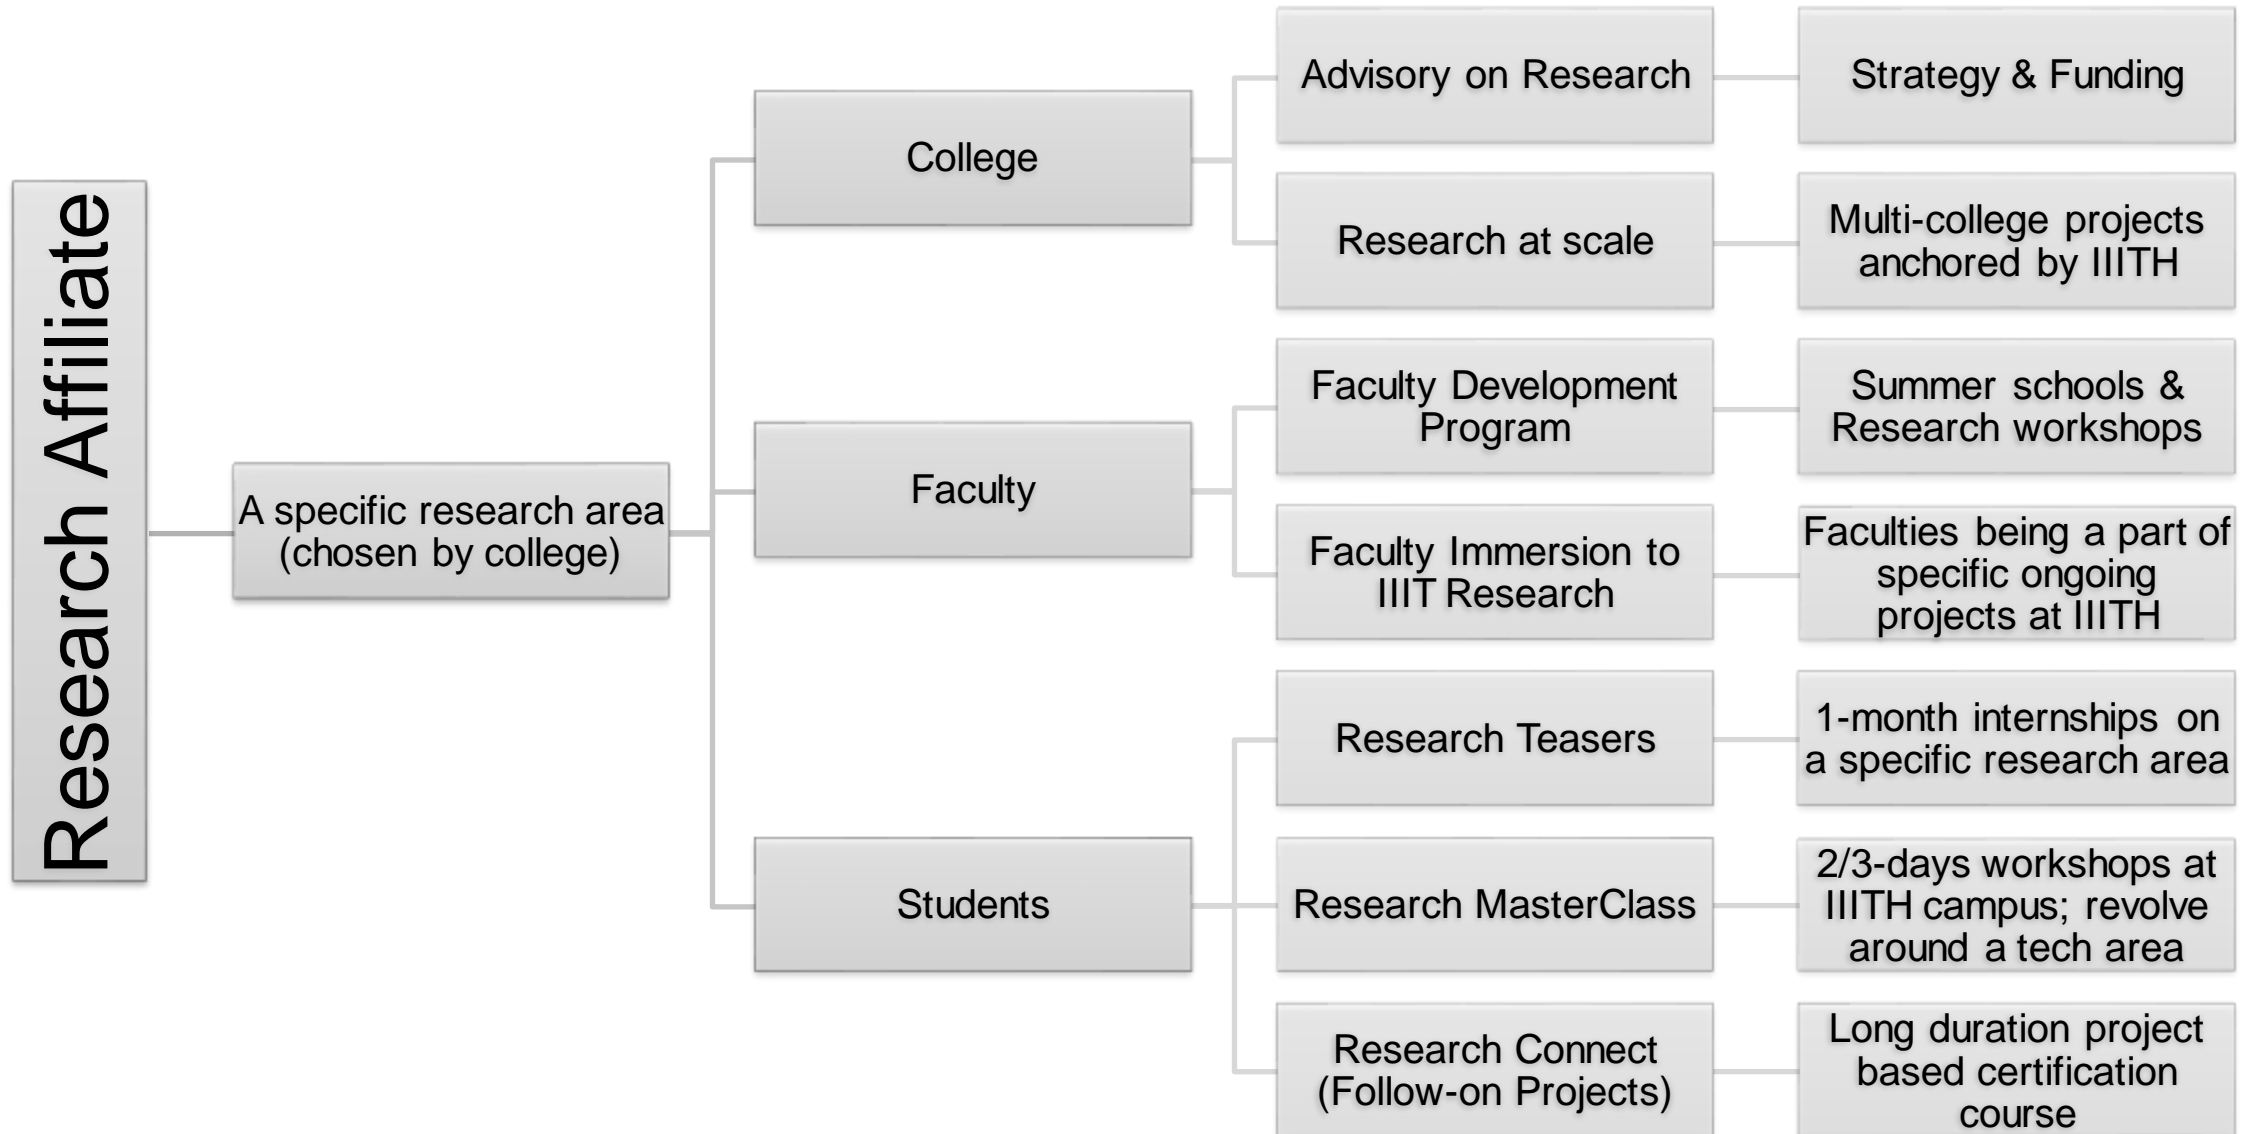 Research Affiliate
A specific research area
(chosen by college)
College
Advisory on Research
Strategy & Funding
Research at scale
Multi-college projects
anchored by IIITH
Faculty
Faculty Development
Program
Summer schools &
Research workshops
Faculty Immersion to
IIIT Research
Faculties being a part of
specific ongoing
projects at IIITH
Students
Research Teasers
1-month internships on
a specific research area
Research MasterClass
2/3-days workshops at
IIITH campus; revolve
around a tech area
Research Connect
(Follow-on Projects)
Long duration project
based certification
course